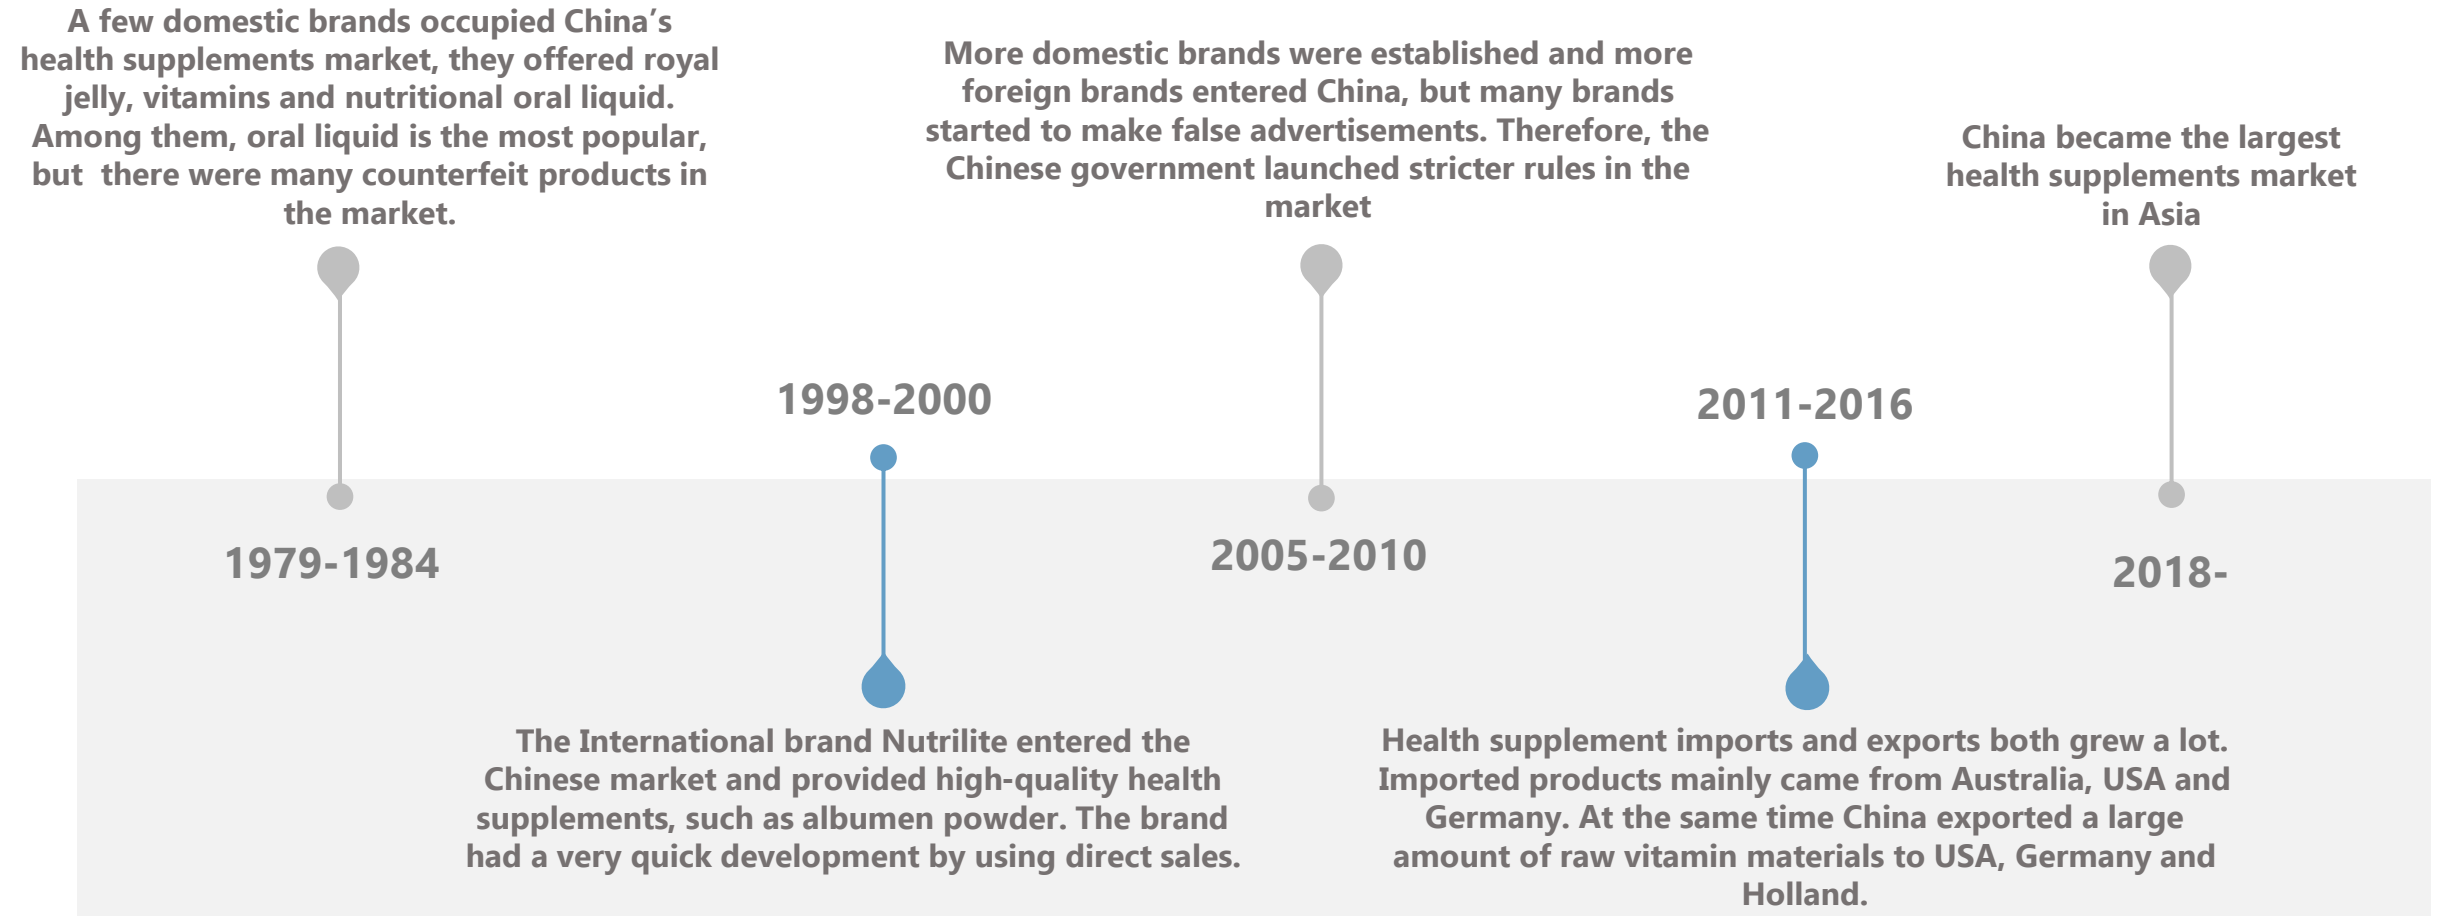 A few domestic brands occupied China’s
health supplements market, they offered royal
jelly, vitamins and nutritional oral liquid.
Among them, oral liquid is the most popular,
but  there were many counterfeit products in
the market.
1979-1984
1998-2000
The International brand Nutrilite entered the
Chinese market and provided high-quality health
supplements, such as albumen powder. The brand
had a very quick development by using direct sales.
More domestic brands were established and more
foreign brands entered China, but many brands
started to make false advertisements. Therefore, the
Chinese government launched stricter rules in the
market
2005-2010
2011-2016
Health supplement imports and exports both grew a lot.
Imported products mainly came from Australia, USA and
Germany. At the same time China exported a large
amount of raw vitamin materials to USA, Germany and
Holland.
China became the largest
health supplements market
in Asia
2018-